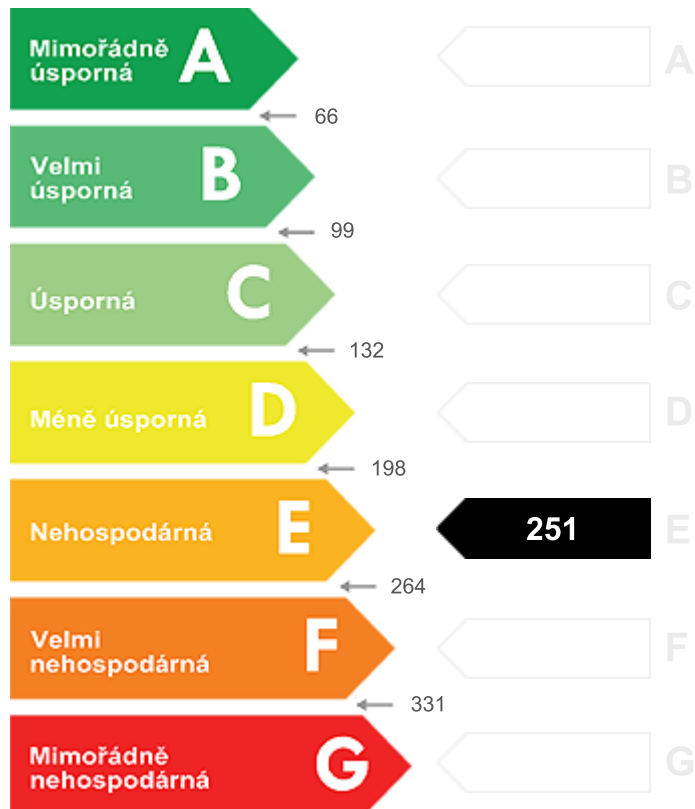 Mimořádně
úsporná
A
A
66
Velmi
úsporná
B
B
99
Úsporná
C
C
132
Méně úsporná
D
D
198
Nehospodárná
E
251
E
264
Velmi
nehospodárná
F
F
331
Mimořádně
nehospodárná
G
G